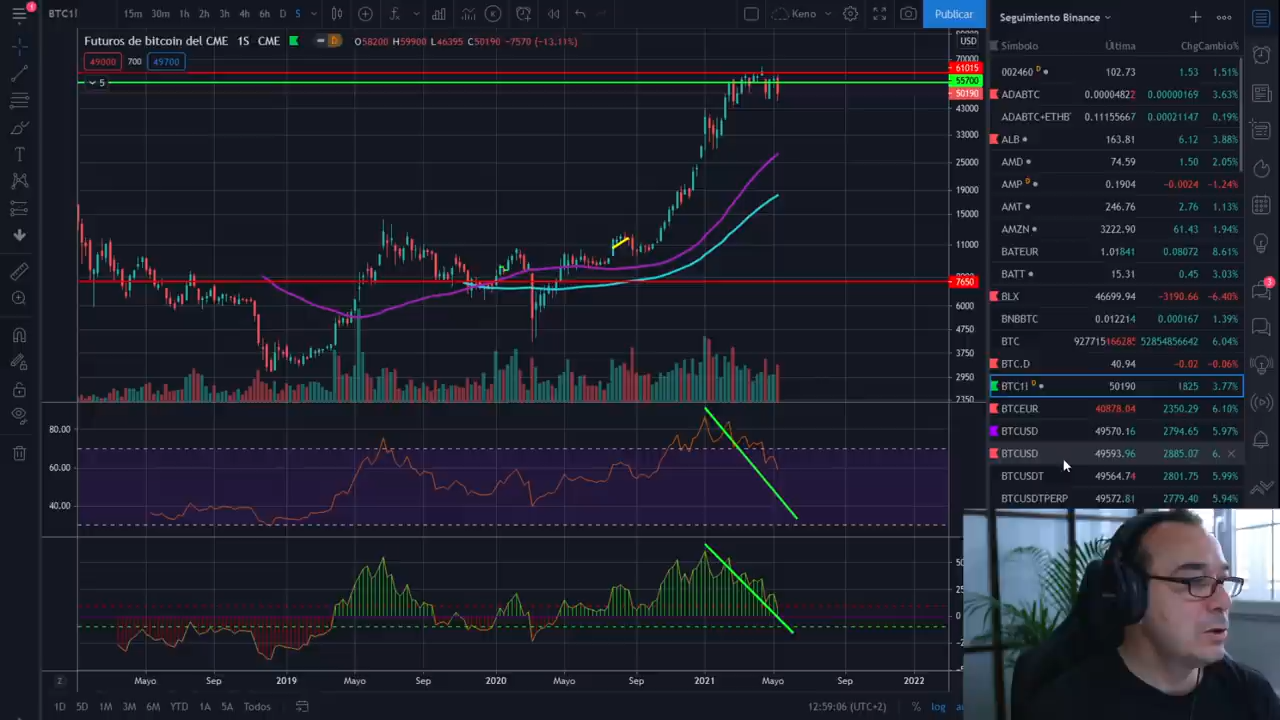 BTC1! 15m 30m 1h 2h 3h 4h 6h D S Keno Publicar
Futuros de bitcoin del CME 1S CME D O58200 H59900 L46395 C50190 -7570 (-13.11%) USD
49000 700 49700
5
70000
61015
55700
50190
43000
33000
25000
19000
15000
11000
7650
6000
4750
3750
2950
2350
80.00
60.00
40.00
0
Mayo Sep 2019 Mayo Sep 2020 Mayo Sep 2021 Mayo Sep 2022
1D 5D 1M 3M 6M YTD 1A 5A Todos 12:59:06 (UTC+2) % log
Seguimiento Binance
Símbolo Última Chg Cambio%
002460 D 102.73 1.53 1.51%
ADABTC 0.00004822 0.00000169 3.63%
ADABTC+ETHB 0.11155667 0.00021147 0.19%
ALB 163.81 6.12 3.88%
AMD 74.59 1.50 2.05%
AMP D 0.1904 -0.0024 -1.24%
AMT 246.76 2.76 1.13%
AMZN 3222.90 61.43 1.94%
BATEUR 1.01841 0.08072 8.61%
BATT 15.31 0.45 3.03%
BLX 46699.94 -3190.66 -6.40%
BNBBTC 0.012214 0.000167 1.39%
BTC 927715166285 52854856642 6.04%
BTC.D 40.94 -0.02 -0.06%
BTC1! D 50190 1825 3.77%
BTCEUR 40878.04 2350.29 6.10%
BTCUSD 49570.16 2794.65 5.97%
BTCUSD 49593.96 2885.07 6.
BTCUSDT 49564.74 2801.75 5.99%
BTCUSDTPERP 49572.81 2779.40 5.94%